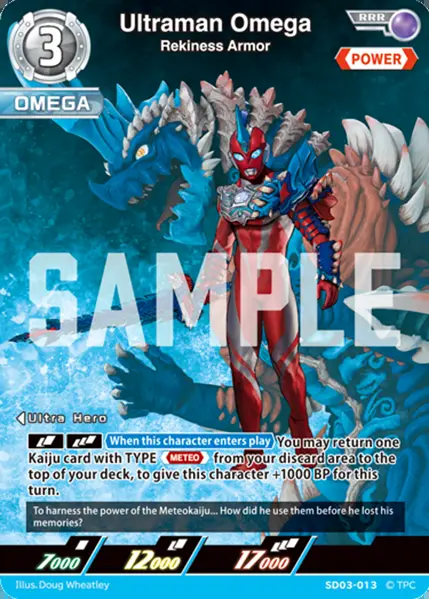 Ultraman Omega
Rekiness Armor
3
OMEGA
RRR
POWER
SAMPLE
Ultra Hero
When this character enters play You may return one
Kaiju card with TYPE METEO from your discard area to the
top of your deck, to give this character +1000 BP for this
turn.
To harness the power of the Meteokaiju... How did he use them before he lost his
memories?
7000 12000 17000
Illus. Doug Wheatley SD03-013 © TPC